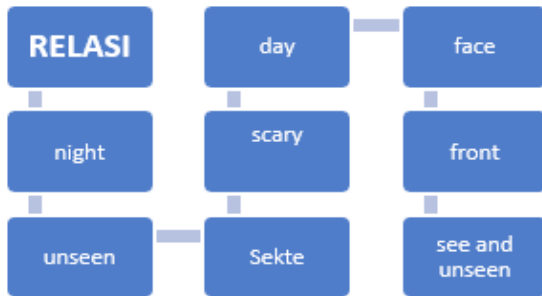 RELASI
night
unseen
Sekte
scary
day
face
front
see and
unseen